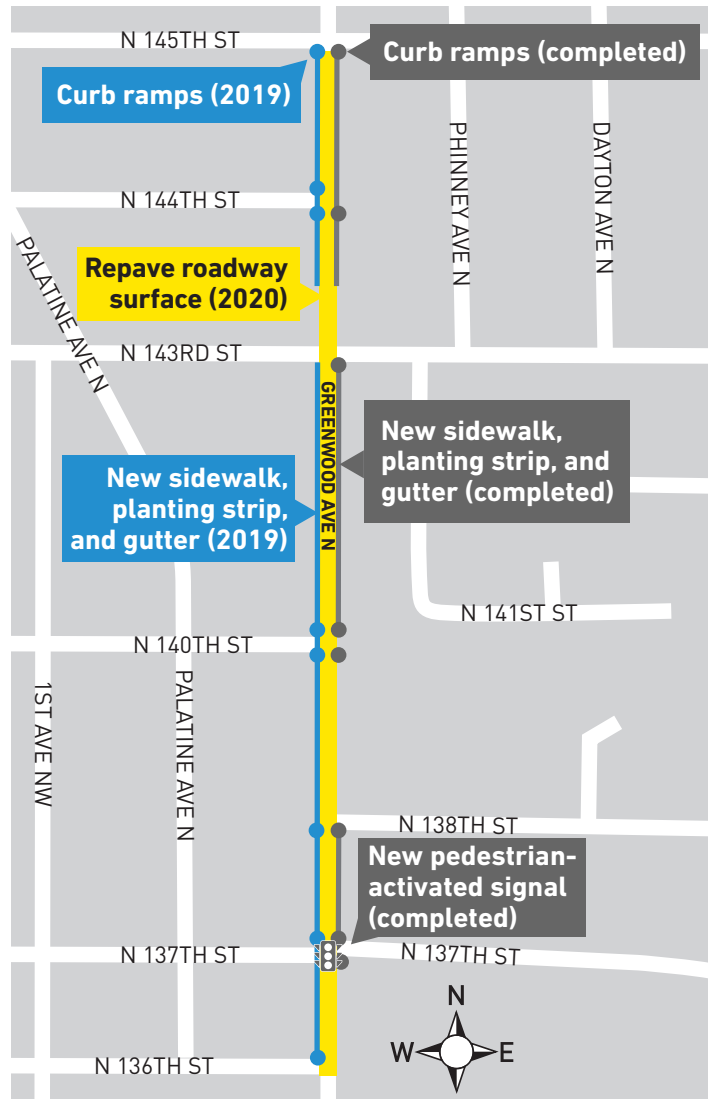 N 145TH ST
Curb ramps (completed)
Curb ramps (2019)
PHINNEY AVE N
DAYTON AVE N
N 144TH ST
PALATINE AVE N
Repave roadway
surface (2020)
N 143RD ST
GREENWOOD AVE N
New sidewalk,
planting strip, and
gutter (completed)
New sidewalk,
planting strip,
and gutter (2019)
N 141ST ST
N 140TH ST
1ST AVE NW
PALATINE AVE N
N 138TH ST
New pedestrian-
activated signal
(completed)
N 137TH ST
N 137TH ST
N
W
E
N 136TH ST